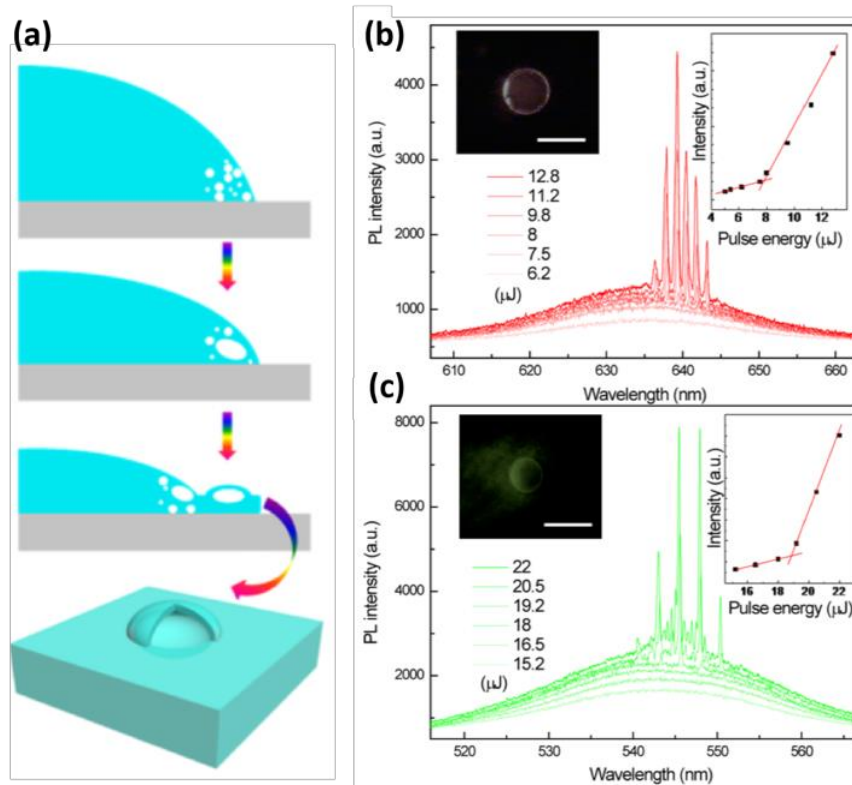 (a)
(b)
4000
3000
2000
1000
PL intensity (a.u.)
12.8
11.2
9.8
8
7.5
6.2
(µJ)
Intensity (a.u.)
4 6 8 10 12
Pulse energy (µJ)
610 620 630 640 650 660
Wavelength (nm)
(c)
8000
6000
4000
2000
PL intensity (a.u.)
22
20.5
19.2
18
16.5
15.2
(µJ)
Intensity (a.u.)
16 18 20 22
Pulse energy (µJ)
520 530 540 550 560
Wavelength (nm)